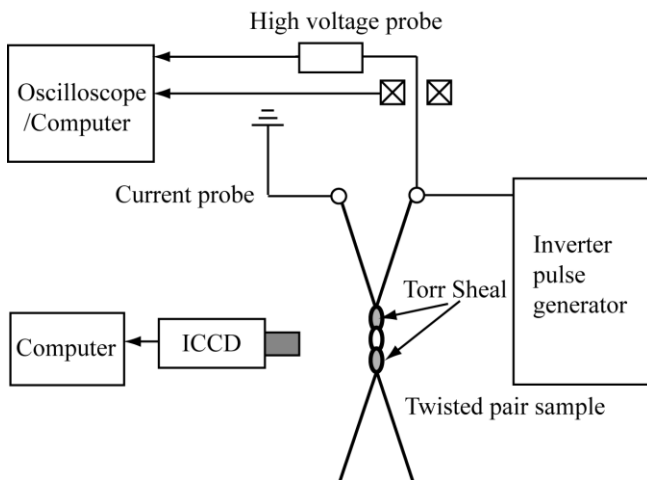 High voltage probe
Oscilloscope
/Computer
Current probe
Inverter
pulse
generator
Torr Sheal
Computer
ICCD
Twisted pair sample